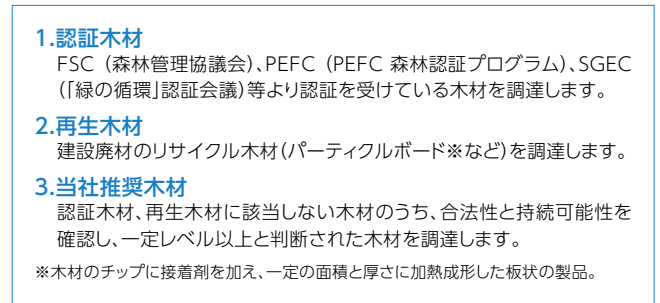 1.認証木材
FSC（森林管理協議会）、PEFC（PEFC 森林認証プログラム）、SGEC
（「緑の循環」認証会議）等より認証を受けている木材を調達します。
2.再生木材
建設廃材のリサイクル木材（パーティクルボード※など）を調達します。
3.当社推奨木材
認証木材、再生木材に該当しない木材のうち、合法性と持続可能性を
確認し、一定レベル以上と判断された木材を調達します。
※木材のチップに接着剤を加え、一定の面積と厚さに加熱成形した板状の製品。